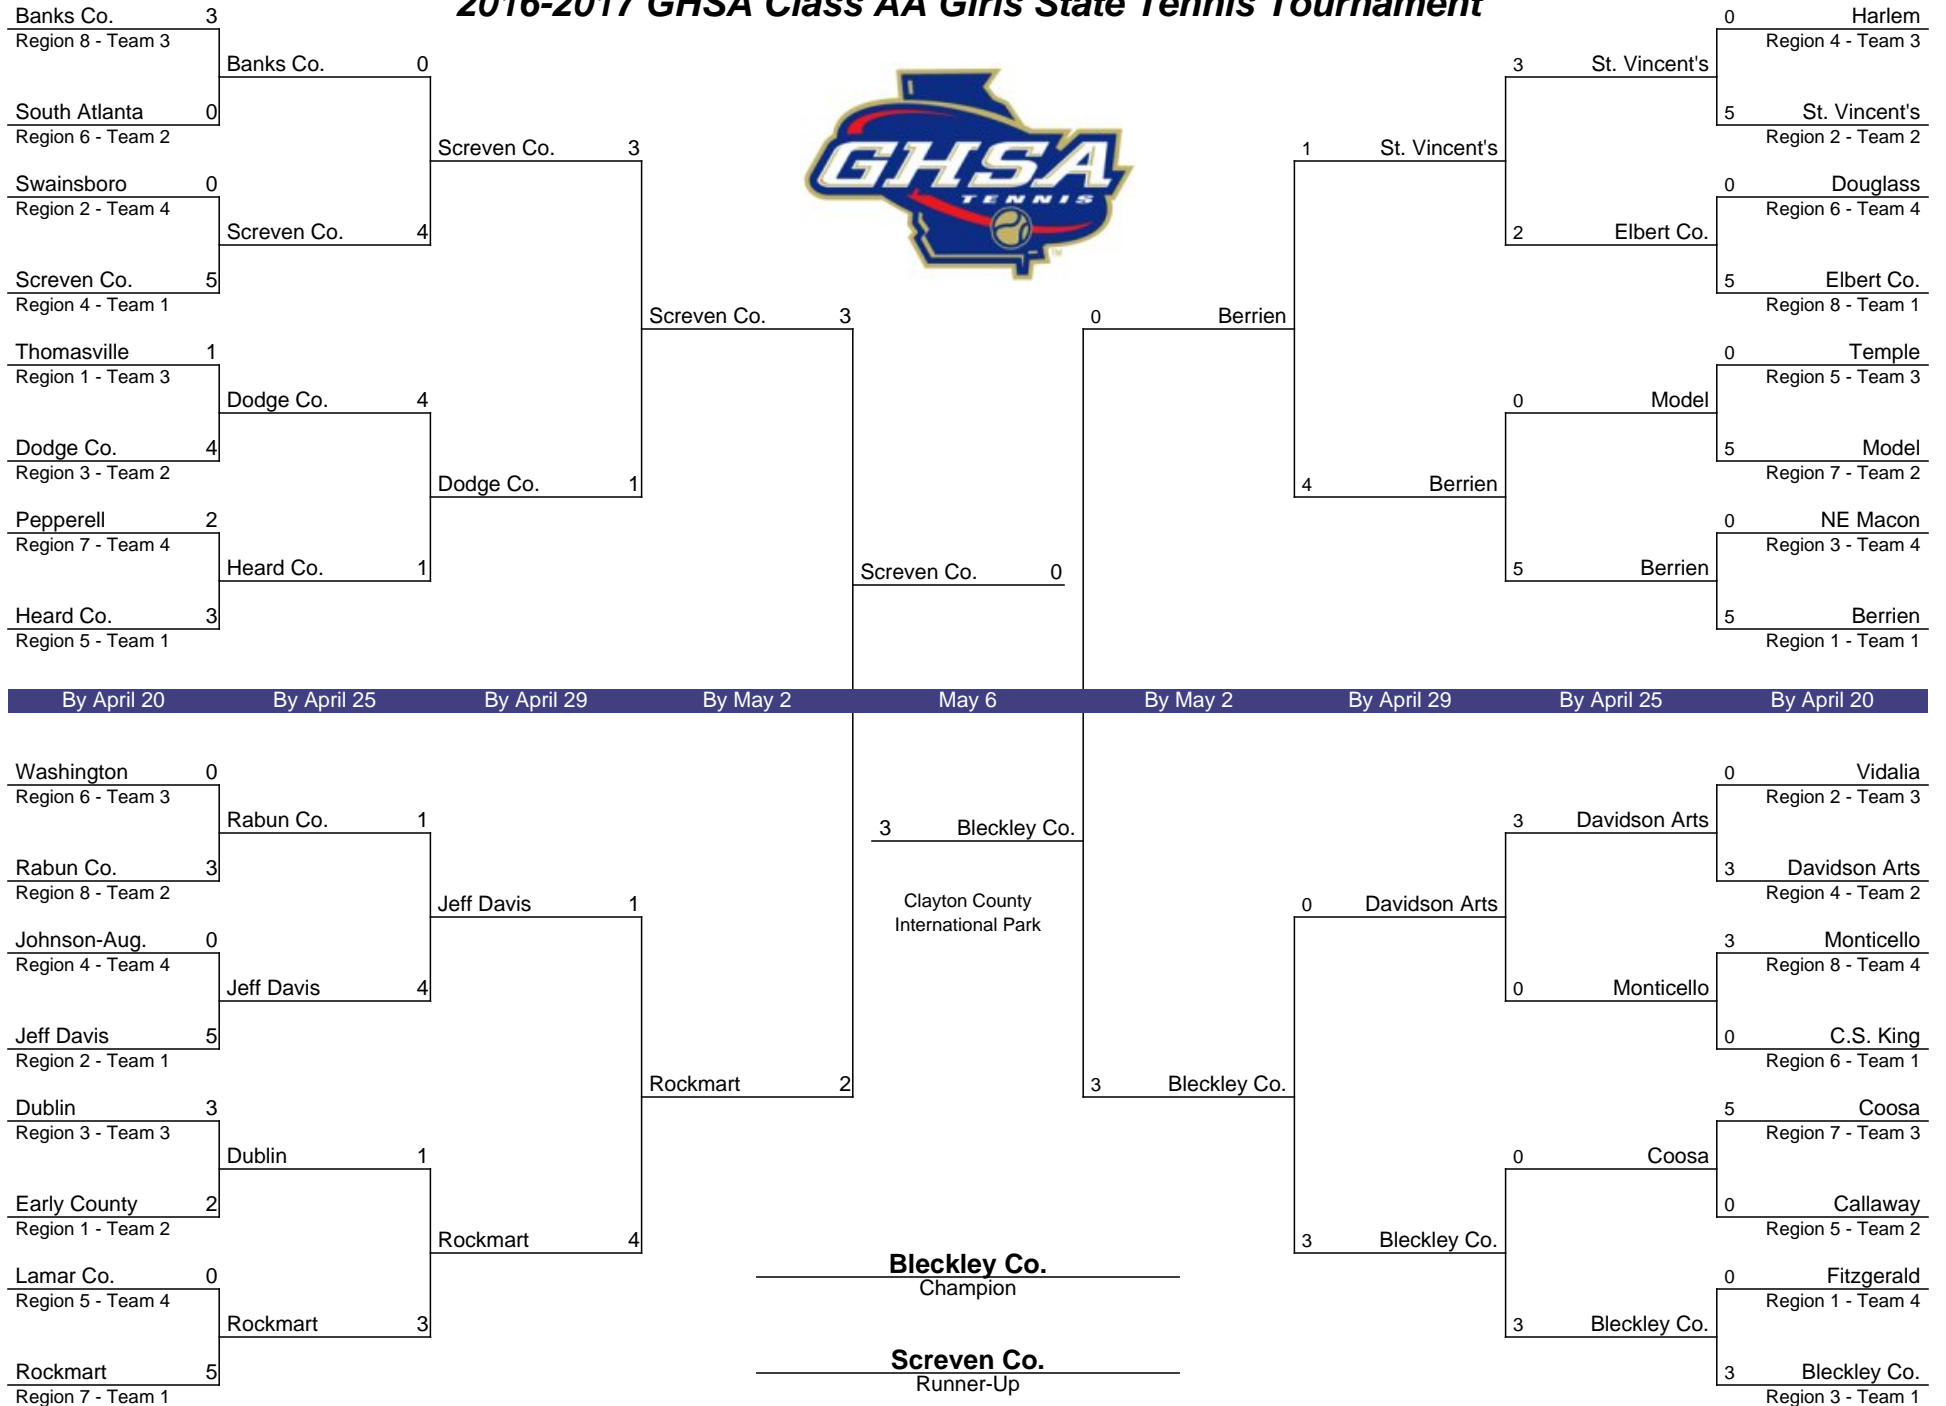 2016-2017 GHSA Class AA Girls State Tennis Tournament
Banks Co. 3
Region 8 - Team 3
Banks Co. 0
South Atlanta 0
Region 6 - Team 2
Screven Co. 3
Swainsboro 0
Region 2 - Team 4
Screven Co. 4
Screven Co. 5
Region 4 - Team 1
Screven Co. 3
Thomasville 1
Region 1 - Team 3
Dodge Co. 4
Dodge Co. 4
Region 3 - Team 2
Dodge Co. 1
Pepperell 2
Region 7 - Team 4
Heard Co. 1
Heard Co. 3
Region 5 - Team 1
Screven Co. 0
GHSA
TENNIS
TM
0 Harlem
Region 4 - Team 3
3 St. Vincent's
5 St. Vincent's
Region 2 - Team 2
1 St. Vincent's
0 Douglass
Region 6 - Team 4
2 Elbert Co.
5 Elbert Co.
Region 8 - Team 1
0 Berrien
0 Temple
Region 5 - Team 3
0 Model
5 Model
Region 7 - Team 2
4 Berrien
0 NE Macon
Region 3 - Team 4
5 Berrien
5 Berrien
Region 1 - Team 1
By April 20 By April 25 By April 29 By May 2 May 6 By May 2 By April 29 By April 25 By April 20
Washington 0
Region 6 - Team 3
Rabun Co. 1
Rabun Co. 3
Region 8 - Team 2
Jeff Davis 1
Johnson-Aug. 0
Region 4 - Team 4
Jeff Davis 4
Jeff Davis 5
Region 2 - Team 1
Rockmart 2
Dublin 3
Region 3 - Team 3
Dublin 1
Early County 2
Region 1 - Team 2
Rockmart 4
Lamar Co. 0
Region 5 - Team 4
Rockmart 3
Rockmart 5
Region 7 - Team 1
3 Bleckley Co.
Clayton County
International Park
0 Vidalia
Region 2 - Team 3
3 Davidson Arts
3 Davidson Arts
Region 4 - Team 2
0 Davidson Arts
3 Monticello
Region 8 - Team 4
0 Monticello
0 C.S. King
Region 6 - Team 1
3 Bleckley Co.
5 Coosa
Region 7 - Team 3
0 Coosa
0 Callaway
Region 5 - Team 2
3 Bleckley Co.
0 Fitzgerald
Region 1 - Team 4
3 Bleckley Co.
3 Bleckley Co.
Region 3 - Team 1
Bleckley Co.
Champion
Screven Co.
Runner-Up